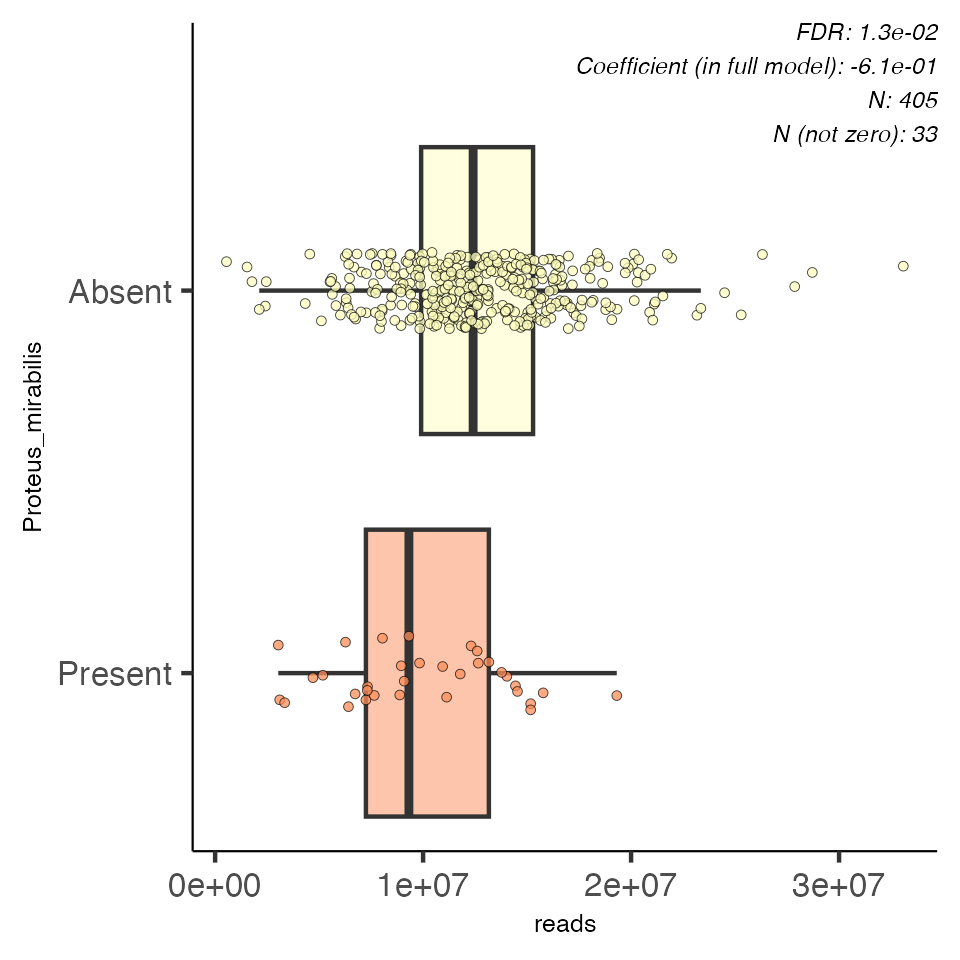 FDR: 1.3e-02
Coefficient (in full model): -6.1e-01
N: 405
N (not zero): 33
Proteus_mirabilis
Absent
Present
0e+00 1e+07 2e+07 3e+07
reads